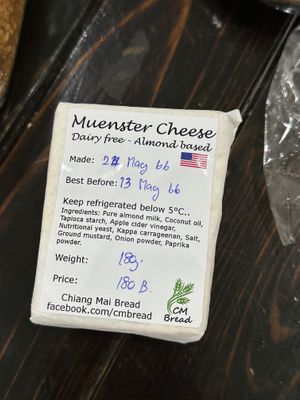 Muenster Cheese
Dairy free - Almond based
Made: May 66
Best Before: 13 May 66
Keep refrigerated below 5°C..
Ingredients: Pure almond milk, Coconut oil,
Tapioca starch, Apple cider vinegar,
Nutritional yeast, Kappa carrageenan, Salt,
Ground mustard, Onion powder, Paprika
powder.
Weight: 189g.
Price: 180 B.
Chiang Mai Bread
facebook.com/cmbread
CM
Bread